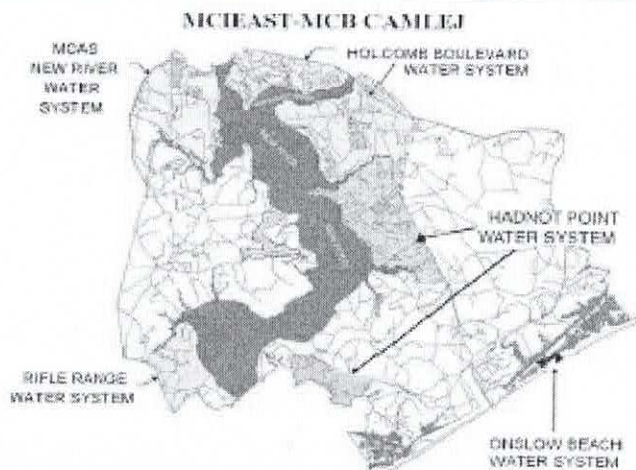 MCIEAST-MCB CAMLEJ
MCAS
NEW RIVER
WATER
SYSTEM
HOLCOMB BOULEVARD
WATER SYSTEM
HADNOT POINT
WATER SYSTEM
RIFLE RANGE
WATER SYSTEM
ONSLOW BEACH
WATER SYSTEM